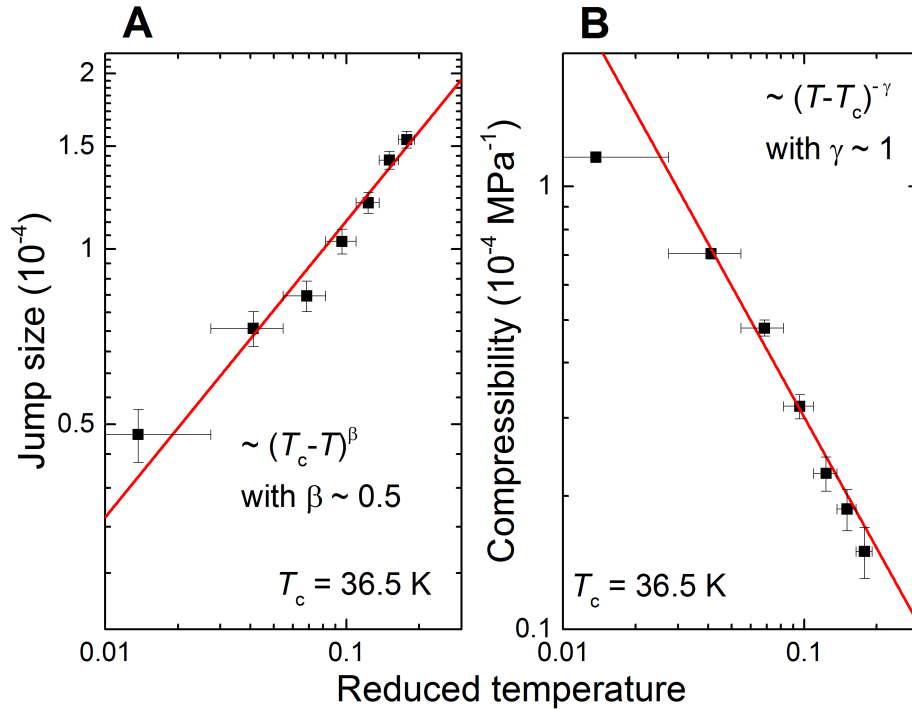 A
2
1.5
1
0.5
Jump size (10⁻⁴)
~ (T_c-T)^β
with β ~ 0.5
T_c = 36.5 K
0.01
0.1
B
1
0.1
Compressibility (10⁻⁴ MPa⁻¹)
~ (T-T_c)^-γ
with γ ~ 1
T_c = 36.5 K
0.01
0.1
Reduced temperature